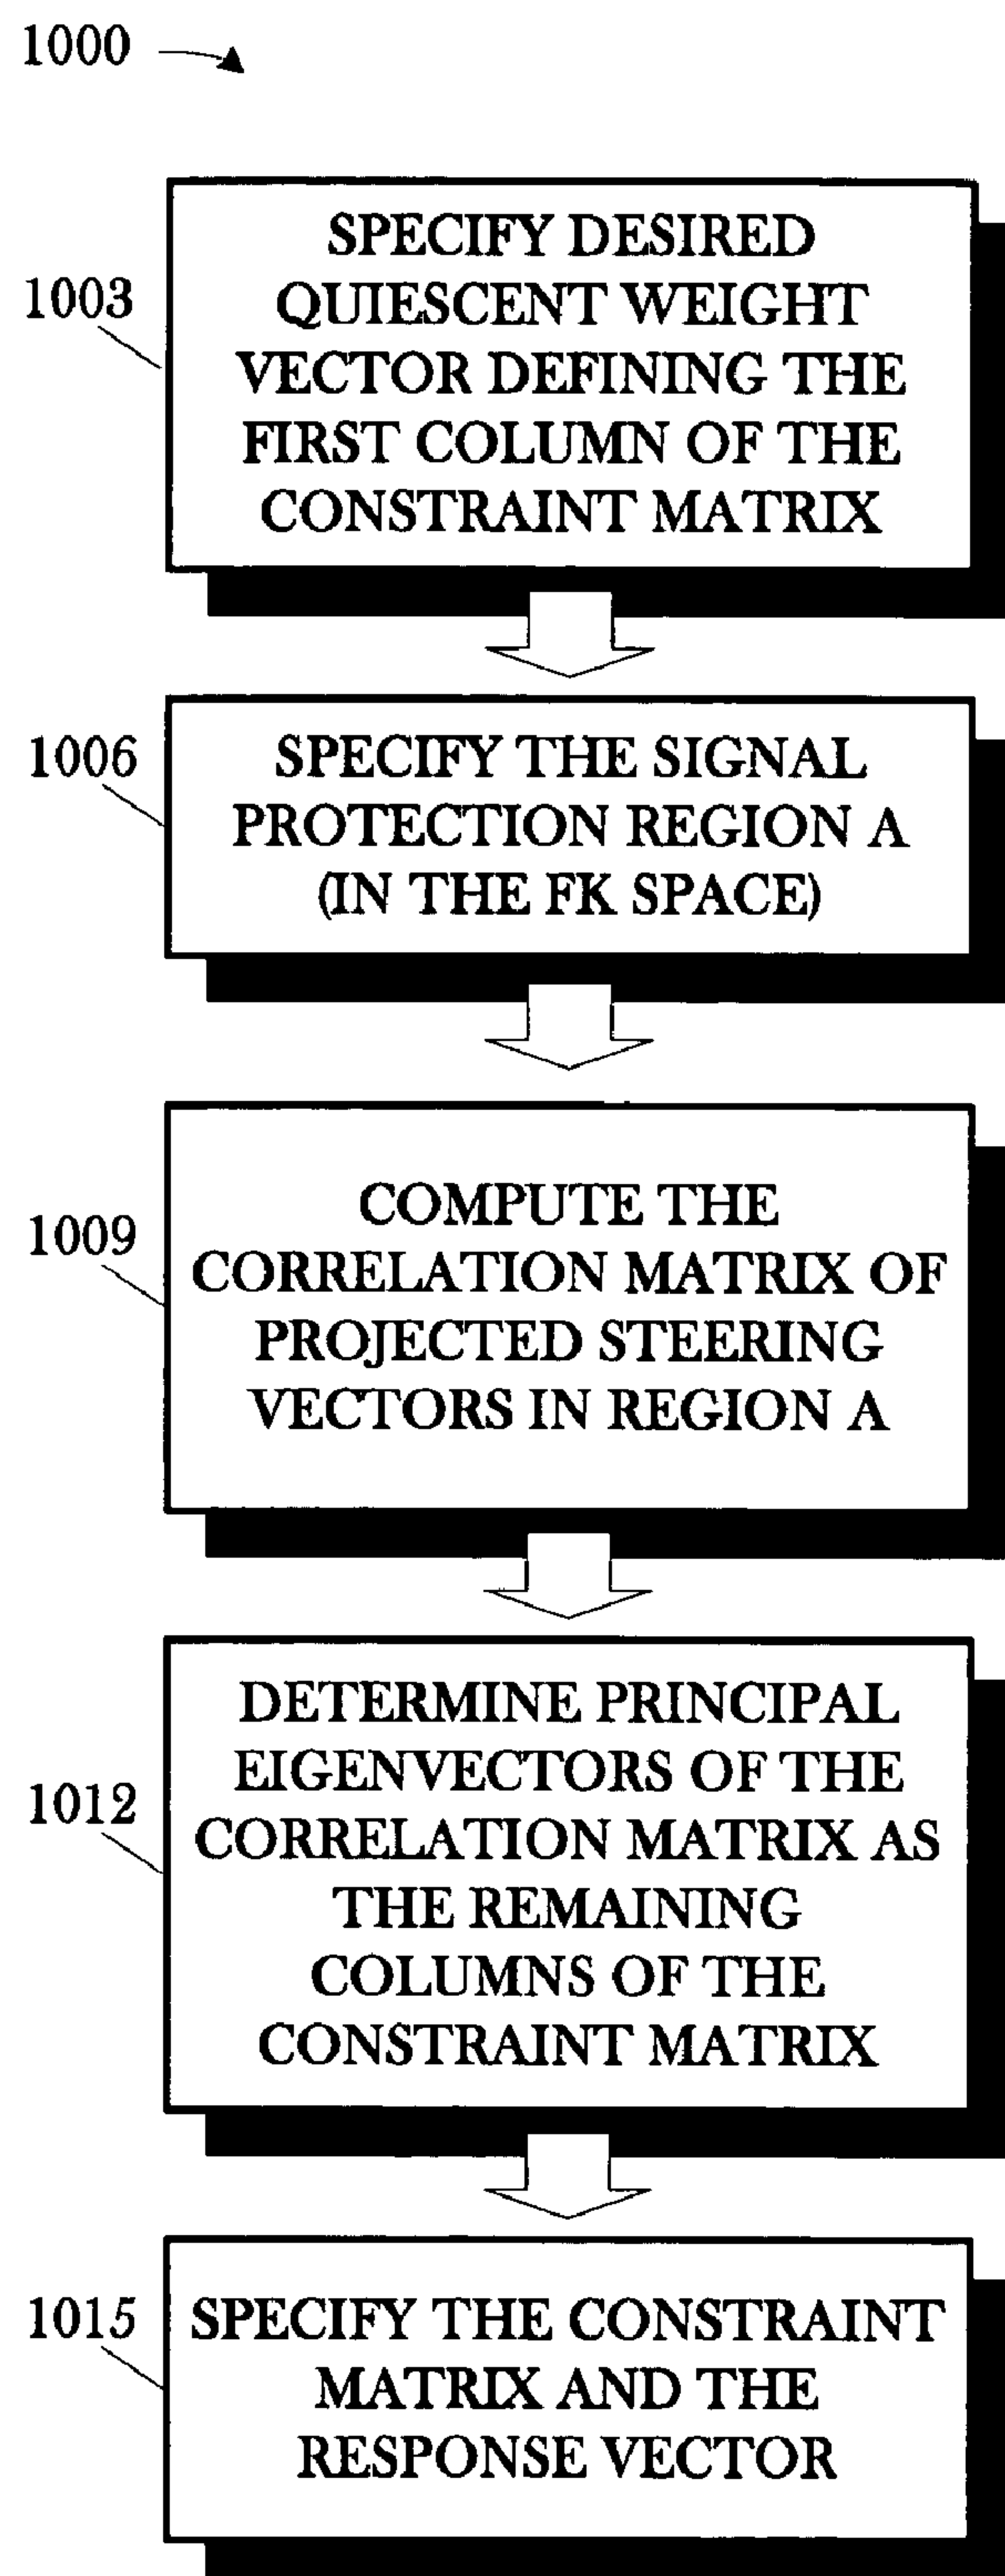 1000
1003
SPECIFY DESIRED
QUIESCENT WEIGHT
VECTOR DEFINING THE
FIRST COLUMN OF THE
CONSTRAINT MATRIX
1006
SPECIFY THE SIGNAL
PROTECTION REGION A
(IN THE FK SPACE)
1009
COMPUTE THE
CORRELATION MATRIX OF
PROJECTED STEERING
VECTORS IN REGION A
1012
DETERMINE PRINCIPAL
EIGENVECTORS OF THE
CORRELATION MATRIX AS
THE REMAINING
COLUMNS OF THE
CONSTRAINT MATRIX
1015
SPECIFY THE CONSTRAINT
MATRIX AND THE
RESPONSE VECTOR